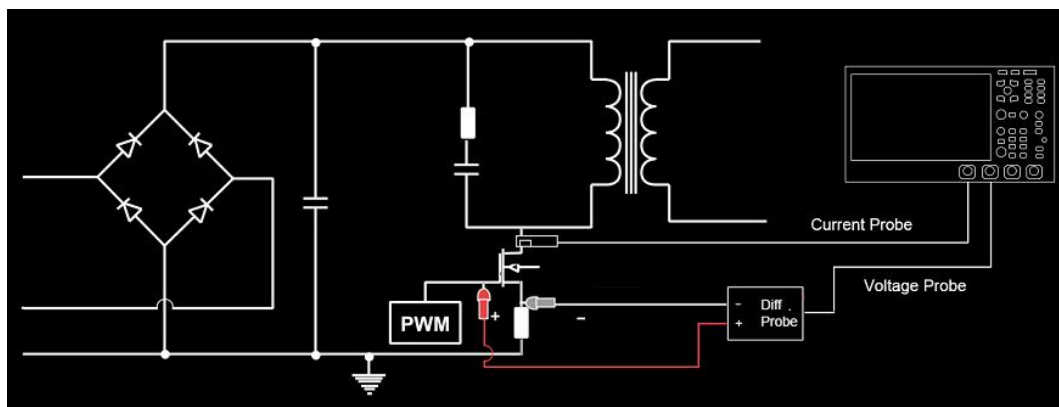 Current Probe
Voltage Probe
PWM
+
−
− Diff .
+ Probe